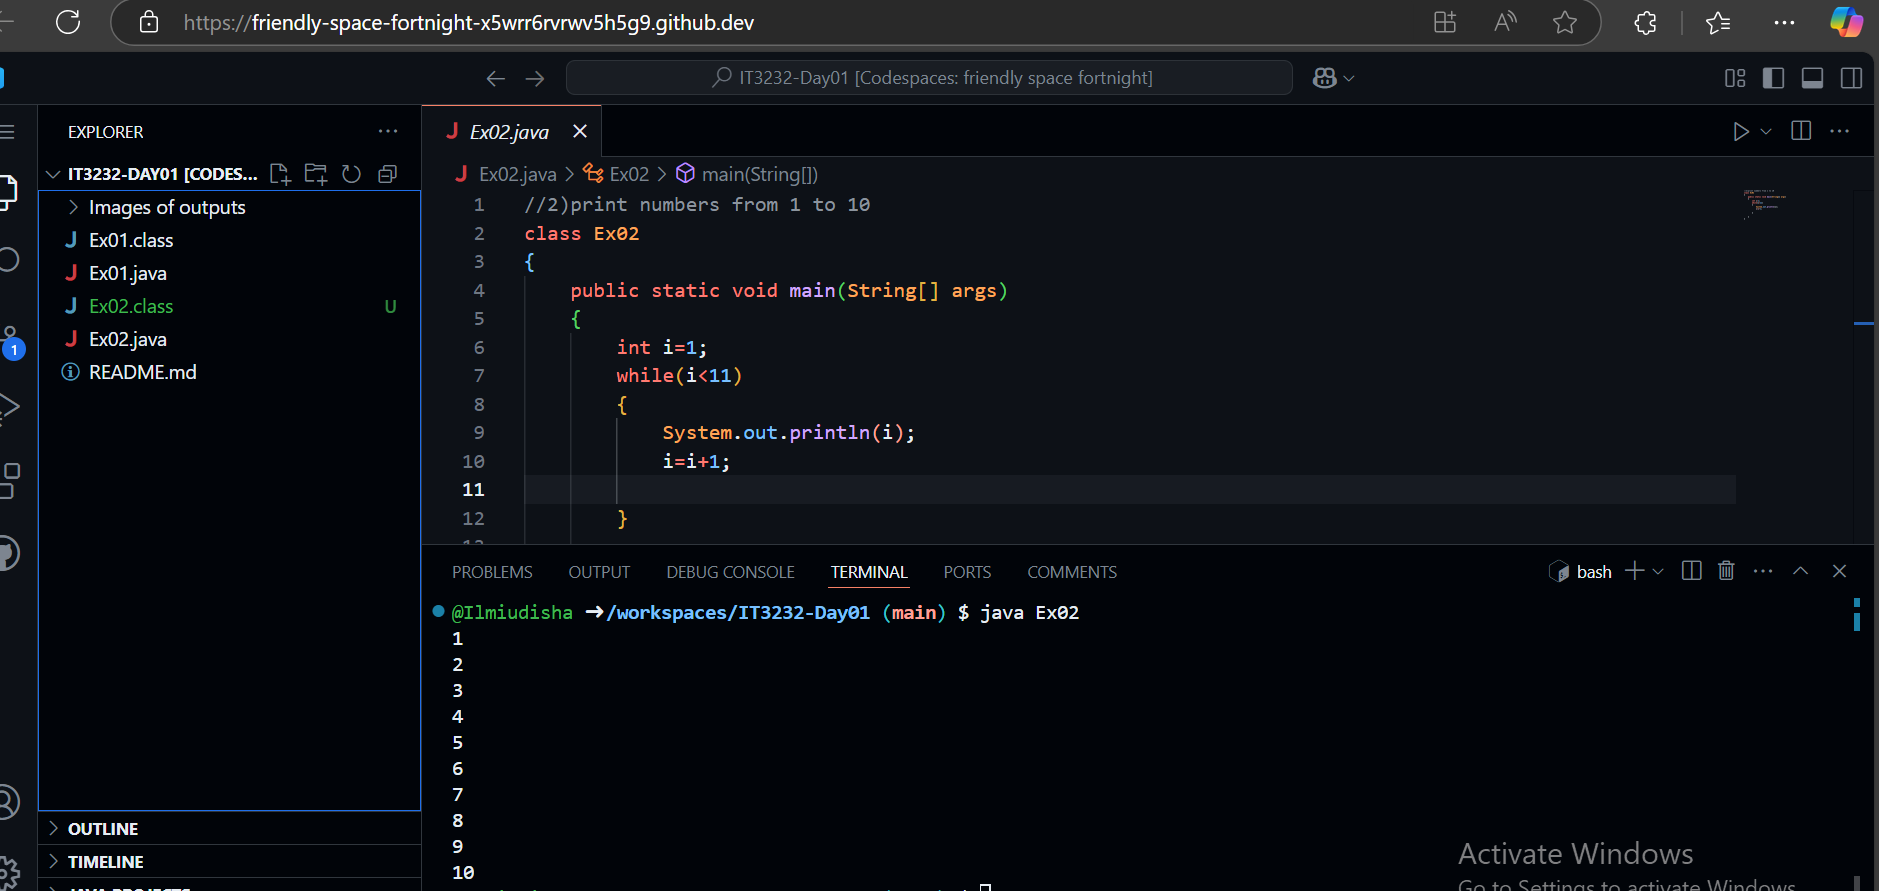 https://friendly-space-fortnight-x5wrr6rvrwv5h5g9.github.dev
IT3232-Day01 [Codespaces: friendly space fortnight]
EXPLORER
IT3232-DAY01 [CODES...
Images of outputs
Ex01.class
Ex01.java
Ex02.class U
Ex02.java
README.md
1
OUTLINE
TIMELINE
JAVA PROJECTS
Ex02.java
Ex02.java > Ex02 > main(String[])
1 //2)print numbers from 1 to 10
2 class Ex02
3 {
4 public static void main(String[] args)
5 {
6 int i=1;
7 while(i<11)
8 {
9 System.out.println(i);
10 i=i+1;
11
12 }
PROBLEMS OUTPUT DEBUG CONSOLE TERMINAL PORTS COMMENTS
bash
@Ilmiudisha ➜/workspaces/IT3232-Day01 (main) $ java Ex02
1
2
3
4
5
6
7
8
9
10
Activate Windows
Go to Settings to activate Windows.